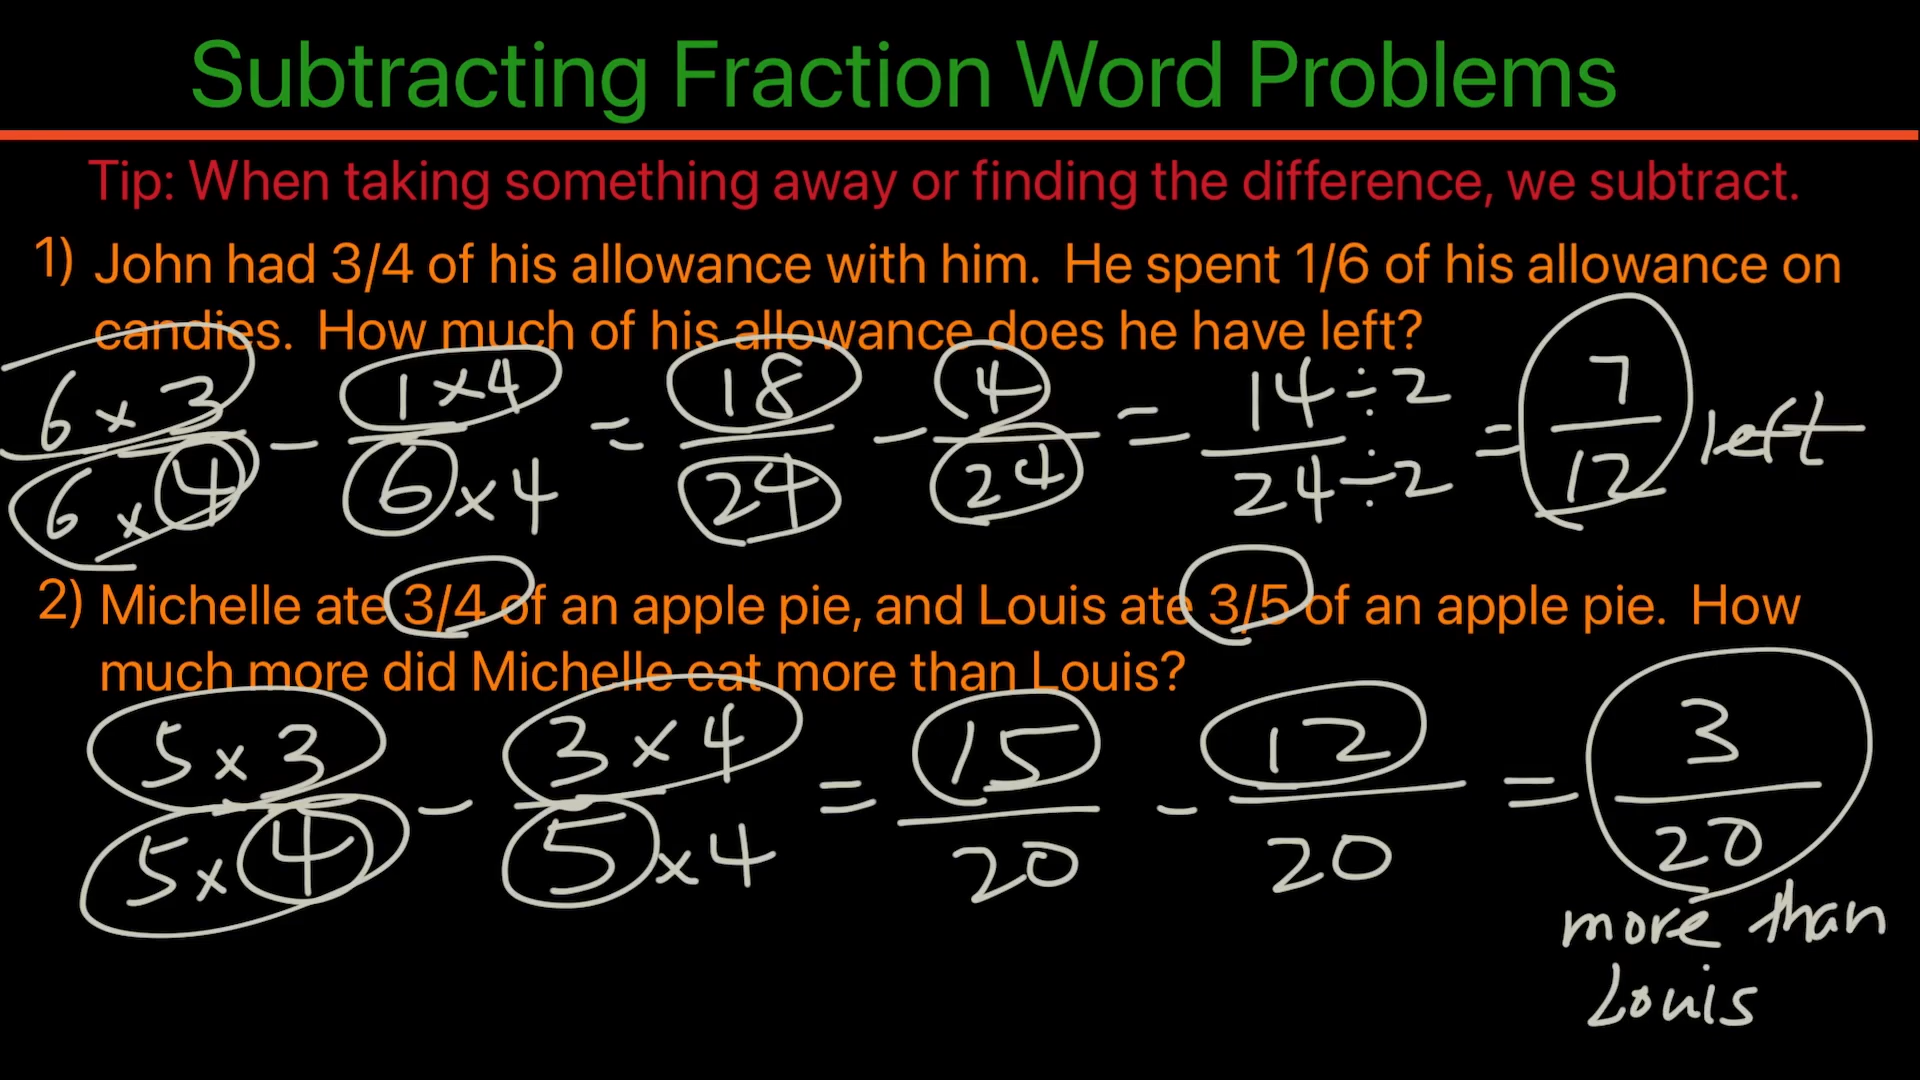 Subtracting Fraction Word Problems
Tip: When taking something away or finding the difference, we subtract.
1) John had 3/4 of his allowance with him. He spent 1/6 of his allowance on
candies. How much of his allowance does he have left?
6 x 3 / 6 x 4 - 1 x 4 / 6 x 4 = 18/24 - 4/24 = 14 ÷ 2 / 24 ÷ 2 = 7/12 left
2) Michelle ate 3/4 of an apple pie, and Louis ate 3/5 of an apple pie. How
much more did Michelle eat more than Louis?
5 x 3 / 5 x 4 - 3 x 4 / 5 x 4 = 15/20 - 12/20 = 3/20
more than
Louis